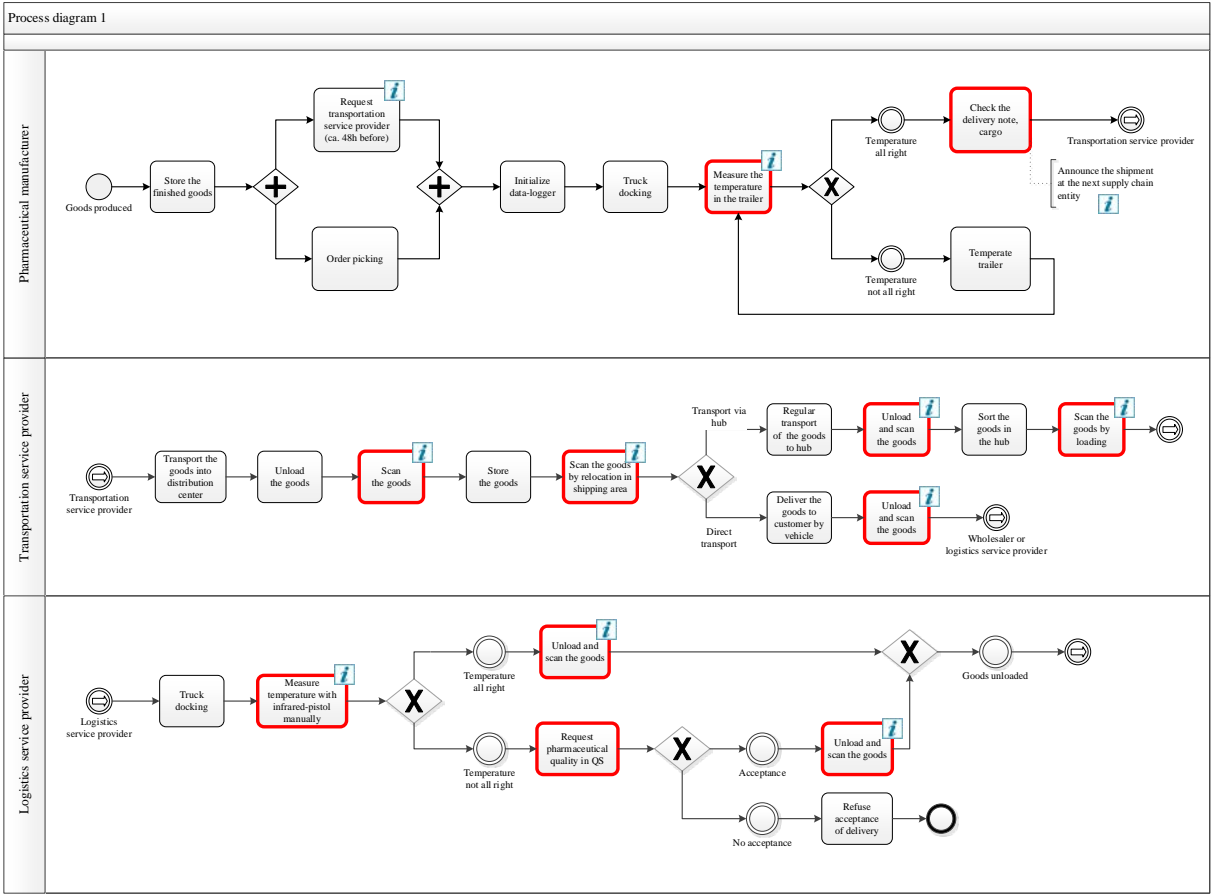 Process diagram 1
Pharmaceutical manufacturer
Goods produced
Store the
finished goods
Request
transportation
service provider
(ca. 48h before)
i
Order picking
Initialize
data-logger
Truck
docking
Measure the
temperature
in the trailer
i
X
Temperature
all right
Check the
delivery note,
cargo
Transportation service provider
Announce the shipment
at the next supply chain
entity
i
Temperature
not all right
Temperate
trailer
Transportation service provider
Transportation
service provider
Transport the
goods into
distribution
center
Unload
the goods
Scan
the goods
i
Store
the goods
Scan the goods
by relocation in
shipping area
i
X
Transport via
hub
Regular
transport
of the goods
to hub
Unload
and scan
the goods
i
Sort the
goods in
the hub
Scan the
goods by
loading
i
Direct
transport
Deliver the
goods to
customer by
vehicle
Unload
and scan
the goods
i
Wholesaler or
logistics service provider
Logistics service provider
Logistics
service provider
Truck
docking
Measure
temperature with
infrared-pistol
manually
i
X
Temperature
all right
Unload and
scan the goods
i
X
Goods unloaded
Temperature
not all right
Request
pharmaceutical
quality in QS
X
Acceptance
Unload and
scan the goods
i
No acceptance
Refuse
acceptance
of delivery